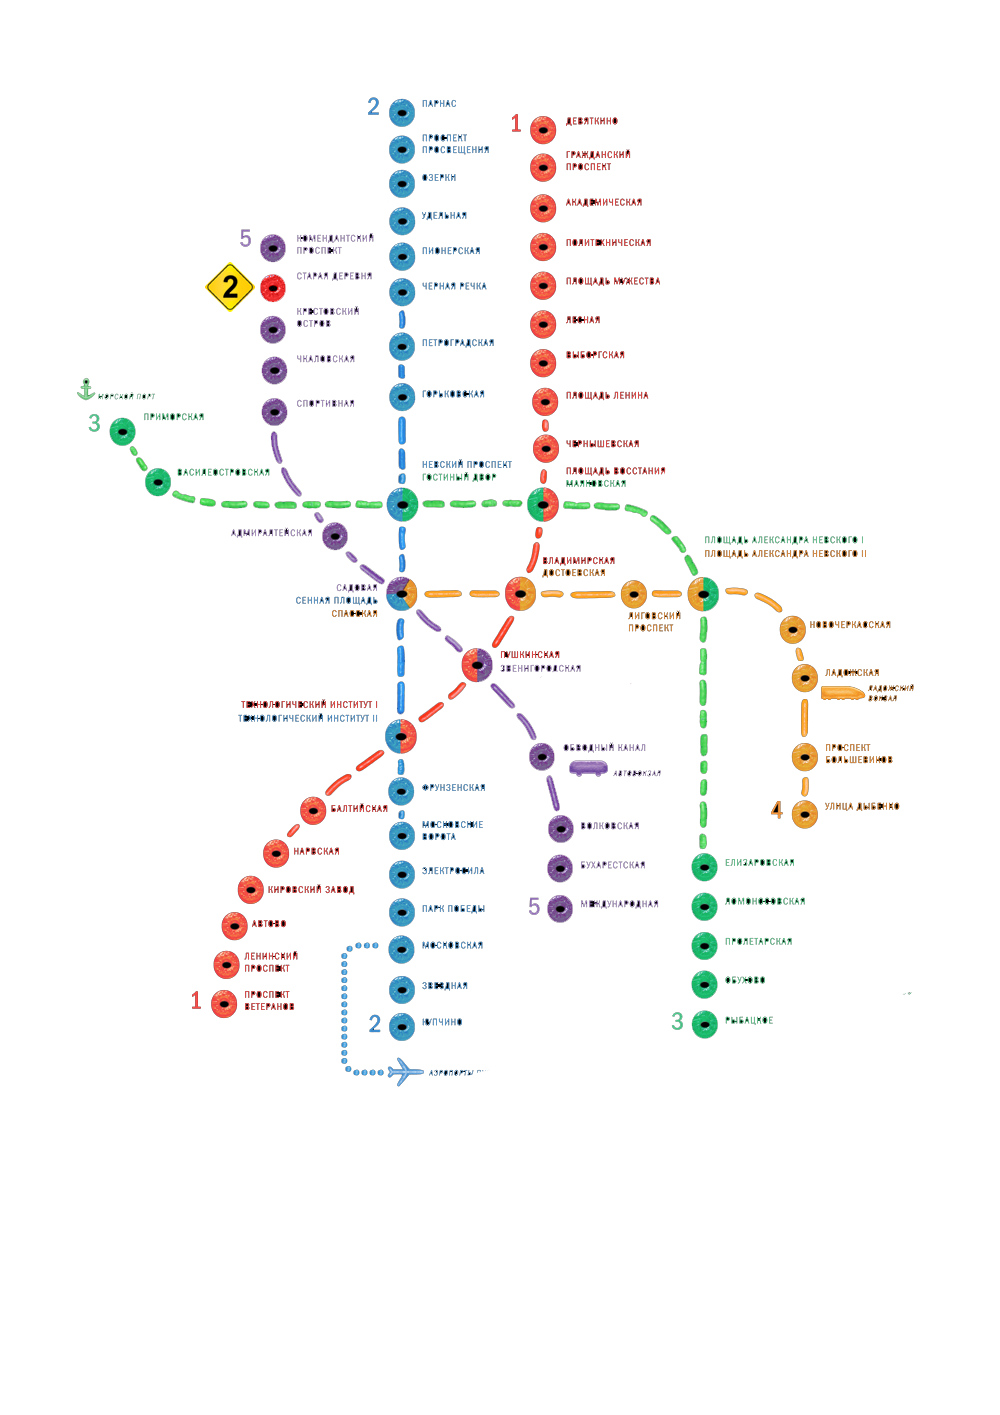 2
ПАРНАС
ПРОСПЕКТ
ПРОСВЕЩЕНИЯ
ОЗЕРКИ
УДЕЛЬНАЯ
ПИОНЕРСКАЯ
ЧЕРНАЯ РЕЧКА
ПЕТРОГРАДСКАЯ
ГОРЬКОВСКАЯ
НЕВСКИЙ ПРОСПЕКТ
ГОСТИНЫЙ ДВОР
1
ДЕВЯТКИНО
ГРАЖДАНСКИЙ
ПРОСПЕКТ
АКАДЕМИЧЕСКАЯ
ПОЛИТЕХНИЧЕСКАЯ
ПЛОЩАДЬ МУЖЕСТВА
ЛЕСНАЯ
ВЫБОРГСКАЯ
ПЛОЩАДЬ ЛЕНИНА
ЧЕРНЫШЕВСКАЯ
ПЛОЩАДЬ ВОССТАНИЯ
МАЯКОВСКАЯ
5
КОМЕНДАНТСКИЙ
ПРОСПЕКТ
2
СТАРАЯ ДЕРЕВНЯ
КРЕСТОВСКИЙ
ОСТРОВ
ЧКАЛОВСКАЯ
СПОРТИВНАЯ
МОРСКОЙ ПОРТ
3
ПРИМОРСКАЯ
ВАСИЛЕОСТРОВСКАЯ
АДМИРАЛТЕЙСКАЯ
САДОВАЯ
СЕННАЯ ПЛОЩАДЬ
СПАССКАЯ
ВЛАДИМИРСКАЯ
ДОСТОЕВСКАЯ
ПЛОЩАДЬ АЛЕКСАНДРА НЕВСКОГО I
ПЛОЩАДЬ АЛЕКСАНДРА НЕВСКОГО II
ЛИГОВСКИЙ
ПРОСПЕКТ
НОВОЧЕРКАССКАЯ
ЛАДОЖСКАЯ
ЛАДОЖСКИЙ
ВОКЗАЛ
ПРОСПЕКТ
БОЛЬШЕВИКОВ
4
УЛИЦА ДЫБЕНКО
ПУШКИНСКАЯ
ЗВЕНИГОРОДСКАЯ
ТЕХНОЛОГИЧЕСКИЙ ИНСТИТУТ I
ТЕХНОЛОГИЧЕСКИЙ ИНСТИТУТ II
ОБВОДНЫЙ КАНАЛ
АВТОВОКЗАЛ
ВОЛКОВСКАЯ
БУХАРЕСТСКАЯ
5
МЕЖДУНАРОДНАЯ
БАЛТИЙСКАЯ
НАРВСКАЯ
КИРОВСКИЙ ЗАВОД
АВТОВО
ЛЕНИНСКИЙ
ПРОСПЕКТ
1
ПРОСПЕКТ
ВЕТЕРАНОВ
ФРУНЗЕНСКАЯ
МОСКОВСКИЕ
ВОРОТА
ЭЛЕКТРОСИЛА
ПАРК ПОБЕДЫ
МОСКОВСКАЯ
ЗВЕЗДНАЯ
2
КУПЧИНО
АЭРОПОРТЫ
ЕЛИЗАРОВСКАЯ
ЛОМОНОСОВСКАЯ
ПРОЛЕТАРСКАЯ
ОБУХОВО
3
РЫБАЦКОЕ